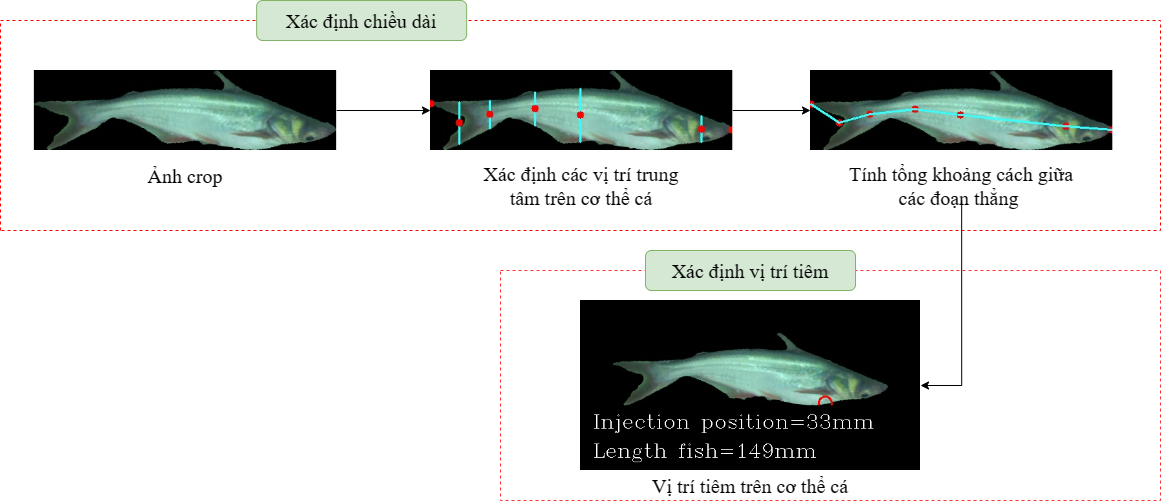 Xác định chiều dài
Ảnh crop
Xác định các vị trí trung
tâm trên cơ thể cá
Tính tổng khoảng cách giữa
các đoạn thẳng
Xác định vị trí tiêm
Injection position=33mm
Length fish=149mm
Vị trí tiêm trên cơ thể cá